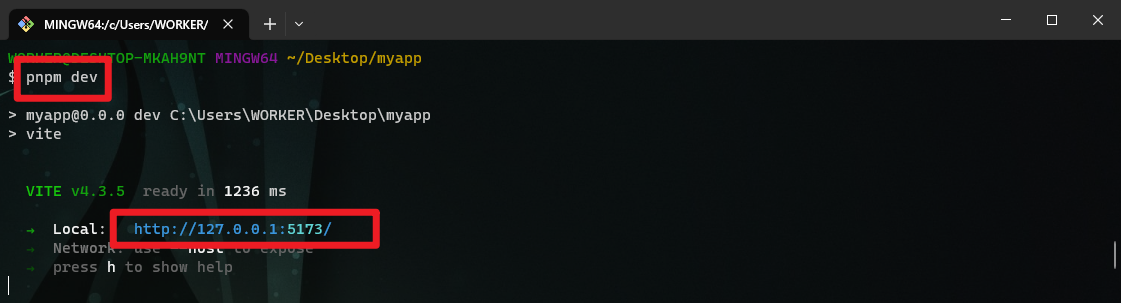 MINGW64:/c/Users/WORKER/
WORKER@DESKTOP-MKAH9NT MINGW64 ~/Desktop/myapp
$ pnpm dev
> myapp@0.0.0 dev C:\Users\WORKER\Desktop\myapp
> vite
VITE v4.3.5 ready in 1236 ms
→ Local: http://127.0.0.1:5173/
→ Network: use --host to expose
→ press h to show help